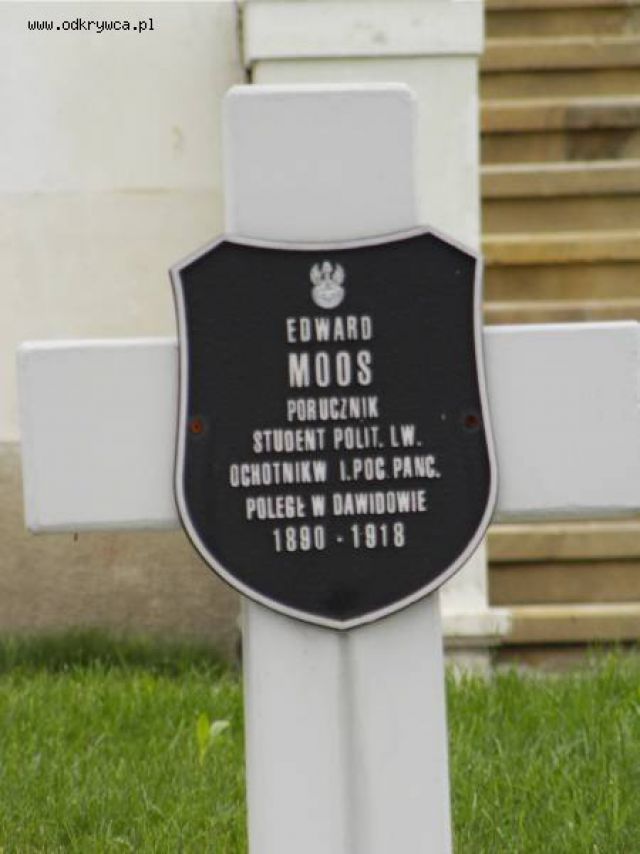 www.odkrywca.pl
EDWARD
MOOS
PORUCZNIK
STUDENT POLIT. LW.
OCHOTNIKW I.POC.PANC.
POLEGŁ W DAWIDOWIE
1890 - 1918